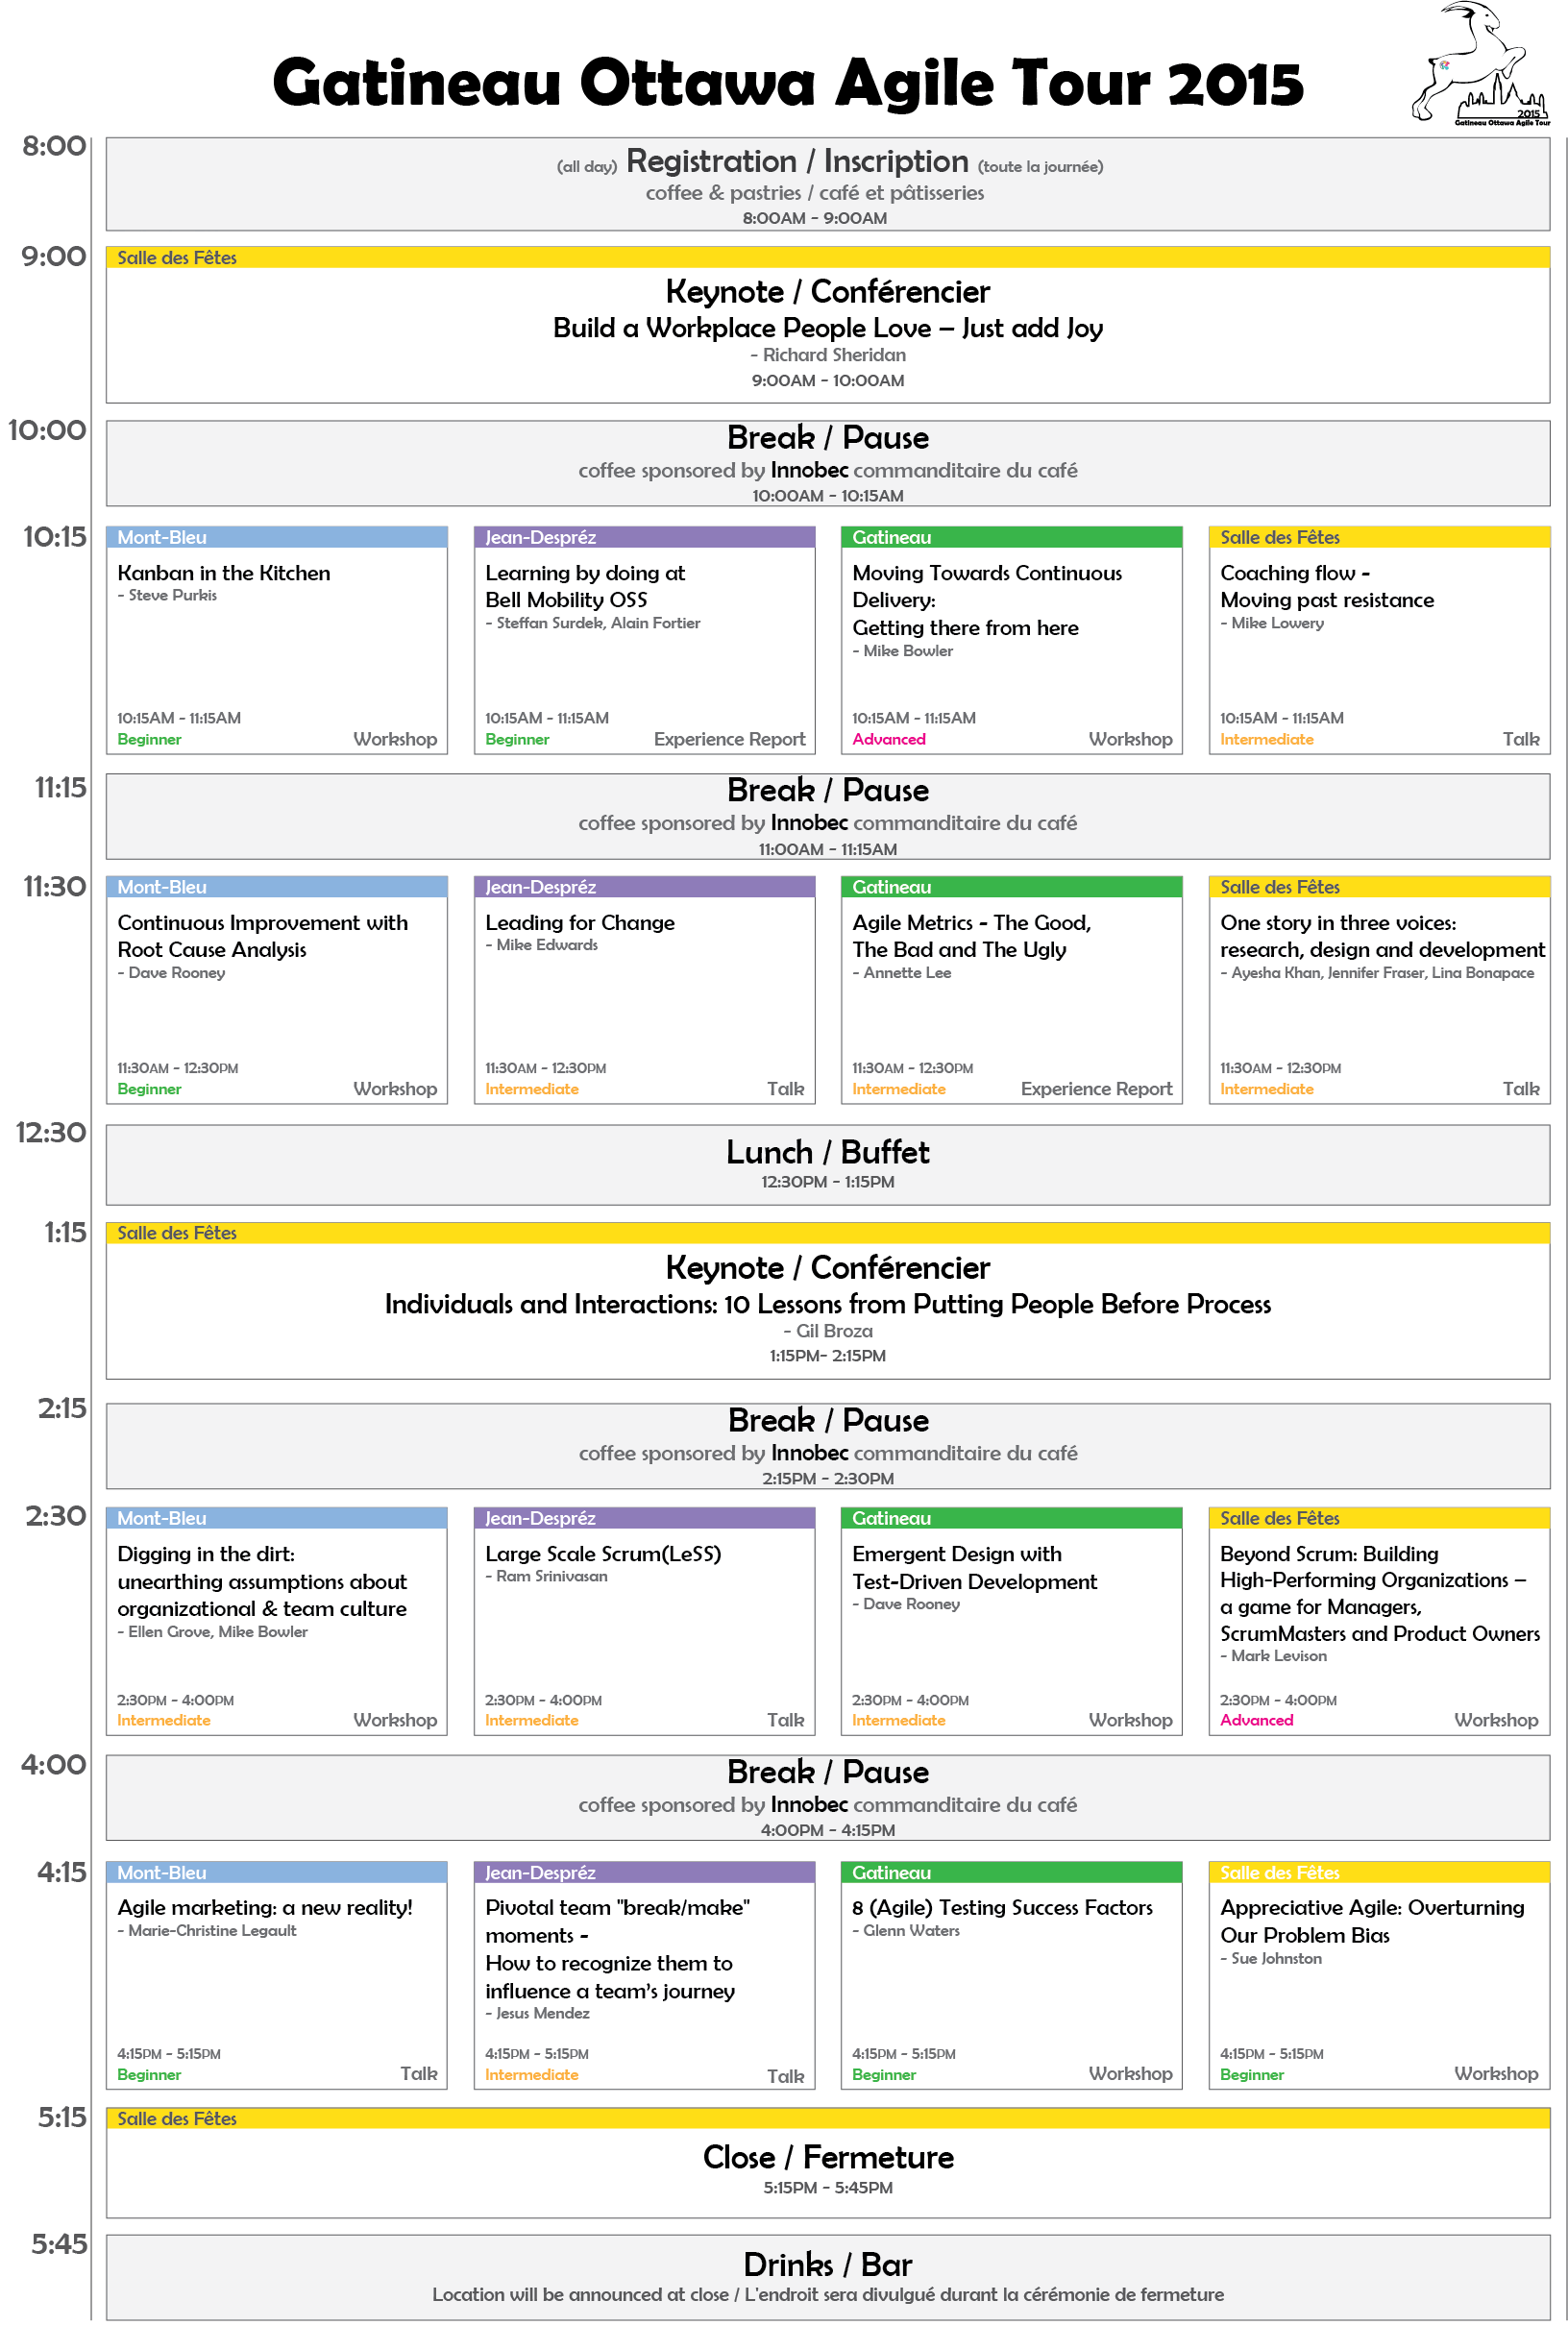 Gatineau Ottawa Agile Tour 2015
2015
Gatineau Ottawa Agile Tour
8:00
(all day) Registration / Inscription (toute la journée)
coffee & pastries / café et pâtisseries
8:00AM - 9:00AM
9:00
Salle des Fêtes
Keynote / Conférencier
Build a Workplace People Love – Just add Joy
- Richard Sheridan
9:00AM - 10:00AM
10:00
Break / Pause
coffee sponsored by Innobec commanditaire du café
10:00AM - 10:15AM
10:15
Mont-Bleu
Kanban in the Kitchen
- Steve Purkis
10:15AM - 11:15AM
Beginner Workshop
Jean-Despréz
Learning by doing at
Bell Mobility OSS
- Steffan Surdek, Alain Fortier
10:15AM - 11:15AM
Beginner Experience Report
Gatineau
Moving Towards Continuous
Delivery:
Getting there from here
- Mike Bowler
10:15AM - 11:15AM
Advanced Workshop
Salle des Fêtes
Coaching flow -
Moving past resistance
- Mike Lowery
10:15AM - 11:15AM
Intermediate Talk
11:15
Break / Pause
coffee sponsored by Innobec commanditaire du café
11:00AM - 11:15AM
11:30
Mont-Bleu
Continuous Improvement with
Root Cause Analysis
- Dave Rooney
11:30AM - 12:30PM
Beginner Workshop
Jean-Despréz
Leading for Change
- Mike Edwards
11:30AM - 12:30PM
Intermediate Talk
Gatineau
Agile Metrics - The Good,
The Bad and The Ugly
- Annette Lee
11:30AM - 12:30PM
Intermediate Experience Report
Salle des Fêtes
One story in three voices:
research, design and development
- Ayesha Khan, Jennifer Fraser, Lina Bonapace
11:30AM - 12:30PM
Intermediate Talk
12:30
Lunch / Buffet
12:30PM - 1:15PM
1:15
Salle des Fêtes
Keynote / Conférencier
Individuals and Interactions: 10 Lessons from Putting People Before Process
- Gil Broza
1:15PM- 2:15PM
2:15
Break / Pause
coffee sponsored by Innobec commanditaire du café
2:15PM - 2:30PM
2:30
Mont-Bleu
Digging in the dirt:
unearthing assumptions about
organizational & team culture
- Ellen Grove, Mike Bowler
2:30PM - 4:00PM
Intermediate Workshop
Jean-Despréz
Large Scale Scrum(LeSS)
- Ram Srinivasan
2:30PM - 4:00PM
Intermediate Talk
Gatineau
Emergent Design with
Test-Driven Development
- Dave Rooney
2:30PM - 4:00PM
Intermediate Workshop
Salle des Fêtes
Beyond Scrum: Building
High-Performing Organizations –
a game for Managers,
ScrumMasters and Product Owners
- Mark Levison
2:30PM - 4:00PM
Advanced Workshop
4:00
Break / Pause
coffee sponsored by Innobec commanditaire du café
4:00PM - 4:15PM
4:15
Mont-Bleu
Agile marketing: a new reality!
- Marie-Christine Legault
4:15PM - 5:15PM
Beginner Talk
Jean-Despréz
Pivotal team "break/make"
moments -
How to recognize them to
influence a team’s journey
- Jesus Mendez
4:15PM - 5:15PM
Intermediate Talk
Gatineau
8 (Agile) Testing Success Factors
- Glenn Waters
4:15PM - 5:15PM
Beginner Workshop
Salle des Fêtes
Appreciative Agile: Overturning
Our Problem Bias
- Sue Johnston
4:15PM - 5:15PM
Beginner Workshop
5:15
Salle des Fêtes
Close / Fermeture
5:15PM - 5:45PM
5:45
Drinks / Bar
Location will be announced at close / L'endroit sera divulgué durant la cérémonie de fermeture